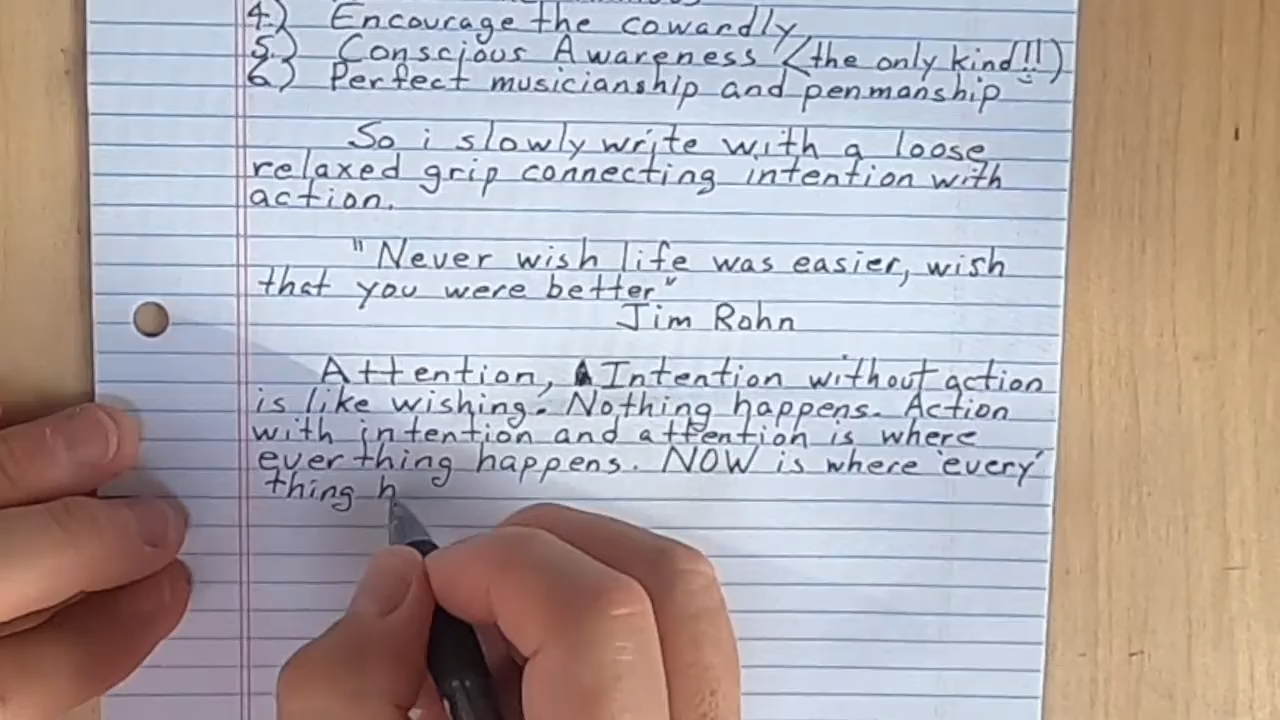 4.) Encourage the cowardly
5.) Conscious Awareness (the only kind!!!)
6.) Perfect musicianship and penmanship
So i slowly write with a loose
relaxed grip connecting intention with
action.
"Never wish life was easier, wish
that you were better"
Jim Rohn
Attention, Intention without action
is like wishing. Nothing happens. Action
with intention and attention is where
ever thing happens. NOW is where 'every'
thing h